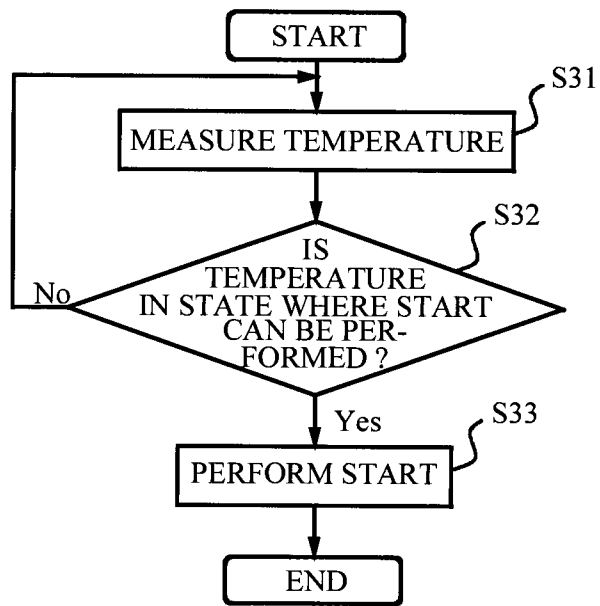 START
S31
MEASURE TEMPERATURE
S32
IS
TEMPERATURE
IN STATE WHERE START
CAN BE PER-
FORMED ?
No
Yes
S33
PERFORM START
END